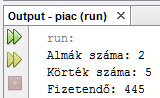 Output - piac (run)
run:
Almák száma: 2
Körték száma: 5
Fizetendő: 445